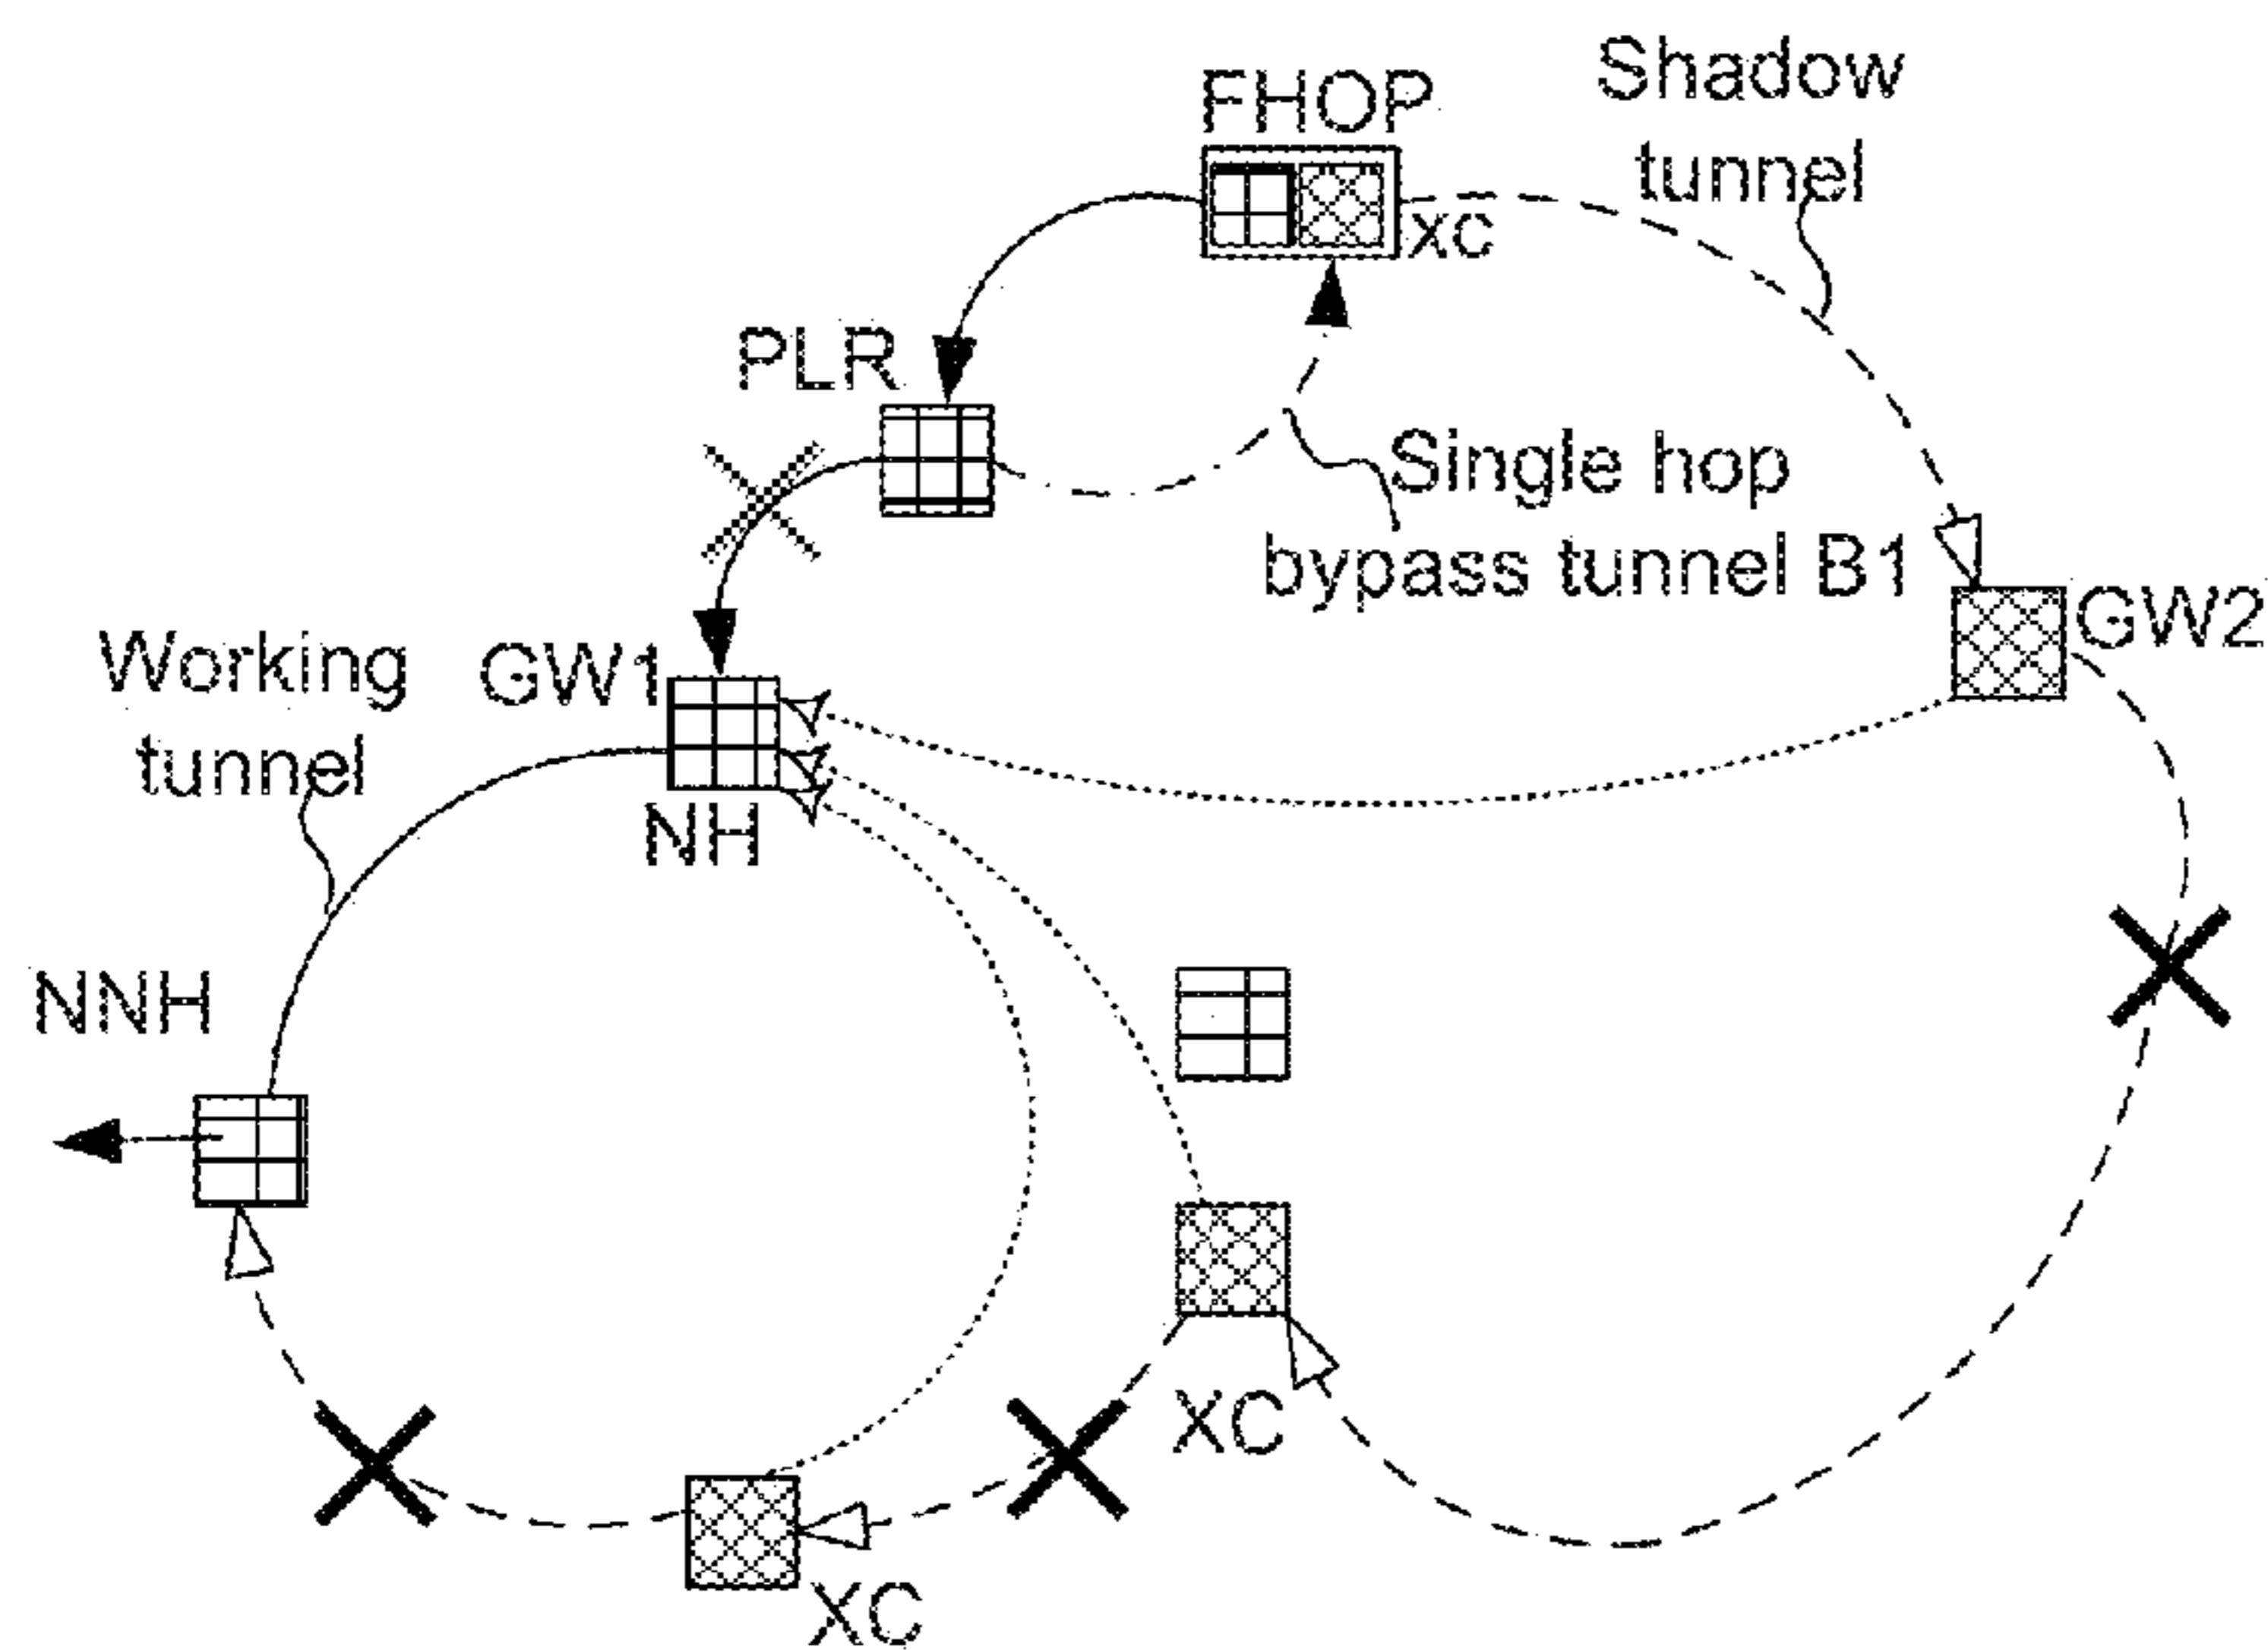 Shadow
tunnel
FHOP
xc
PLR
Single hop
bypass tunnel B1
GW2
Working
tunnel
GW1
NH
NNH
XC
XC